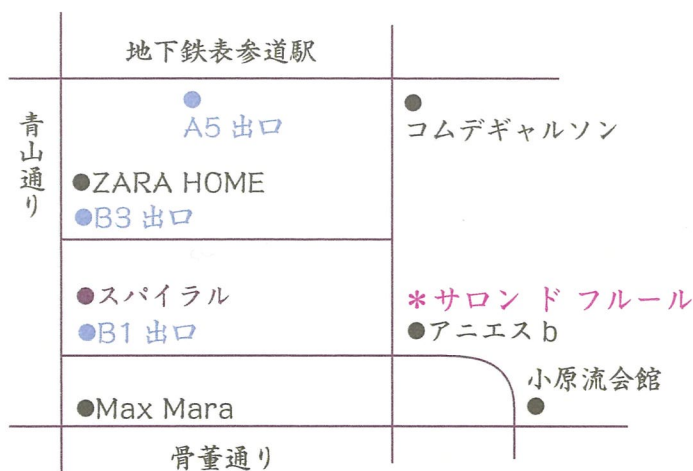 地下鉄表参道駅
青山通り
A5 出口
コムデギャルソン
ZARA HOME
B3 出口
スパイラル
B1 出口
*サロン ド フルール
アニエス b
小原流会館
Max Mara
骨董通り